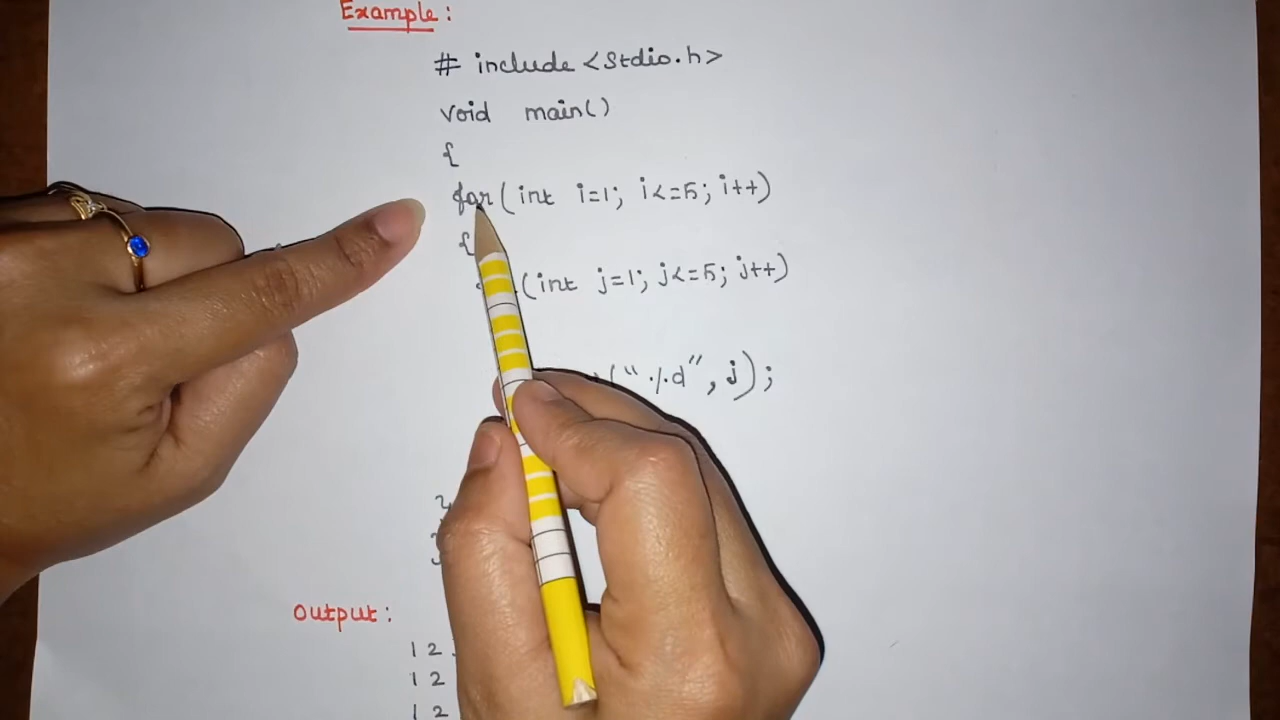 Example:
# include <stdio.h>
void main()
{
for(int i=1; i<=5; i++)
{
(int j=1; j<=5; j++)
("%d", j);
output:
1 2
1 2
1 2